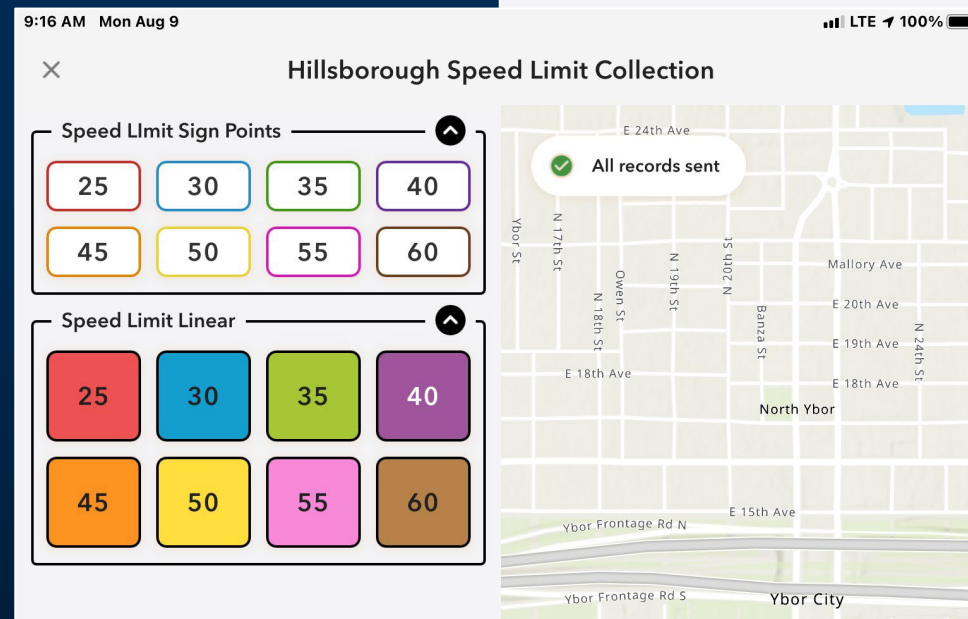 9:16 AM Mon Aug 9
LTE 100%
Hillsborough Speed Limit Collection
Speed LImit Sign Points
25 30 35 40
45 50 55 60
Speed Limit Linear
25 30 35 40
45 50 55 60
E 24th Ave
All records sent
Ybor St
N 17th St
N 18th St
Owen St
N 19th St
N 20th St
Banza St
Mallory Ave
E 20th Ave
E 19th Ave
N 24th St
E 18th Ave
E 18th Ave
North Ybor
E 15th Ave
Ybor Frontage Rd N
Ybor Frontage Rd S
Ybor City